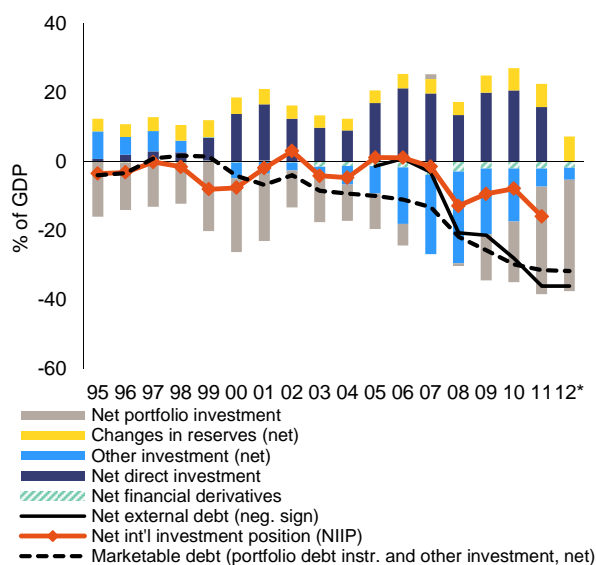 40
20
0
-20
-40
-60
% of GDP
95 96 97 98 99 00 01 02 03 04 05 06 07 08 09 10 11 12*
Net portfolio investment
Changes in reserves (net)
Other investment (net)
Net direct investment
Net financial derivatives
Net external debt (neg. sign)
Net int'l investment position (NIIP)
Marketable debt (portfolio debt instr. and other investment, net)